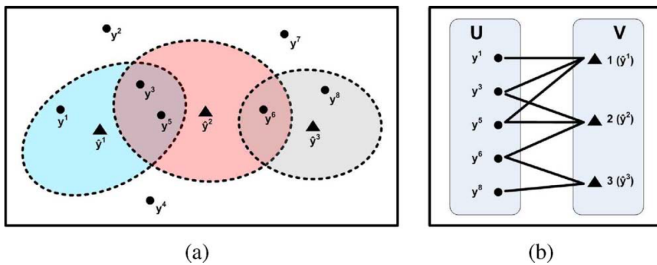 y²
y⁷
y³
y⁸
y¹
y⁵
ŷ²
y⁶
ŷ¹
ŷ³
y⁴
(a)
U V
y¹ 1 (ŷ¹)
y³
y⁵ 2 (ŷ²)
y⁶
y⁸ 3 (ŷ³)
(b)